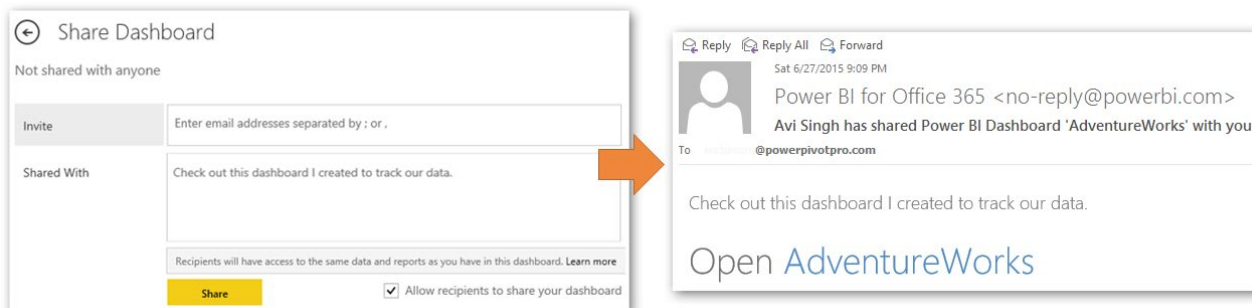 Share Dashboard
Not shared with anyone
Invite
Enter email addresses separated by ; or ,
Shared With
Check out this dashboard I created to track our data.
Recipients will have access to the same data and reports as you have in this dashboard. Learn more
Share
Allow recipients to share your dashboard
Reply Reply All Forward
Sat 6/27/2015 9:09 PM
Power BI for Office 365 <no-reply@powerbi.com>
Avi Singh has shared Power BI Dashboard 'AdventureWorks' with you
To @powerpivotpro.com
Check out this dashboard I created to track our data.
Open AdventureWorks